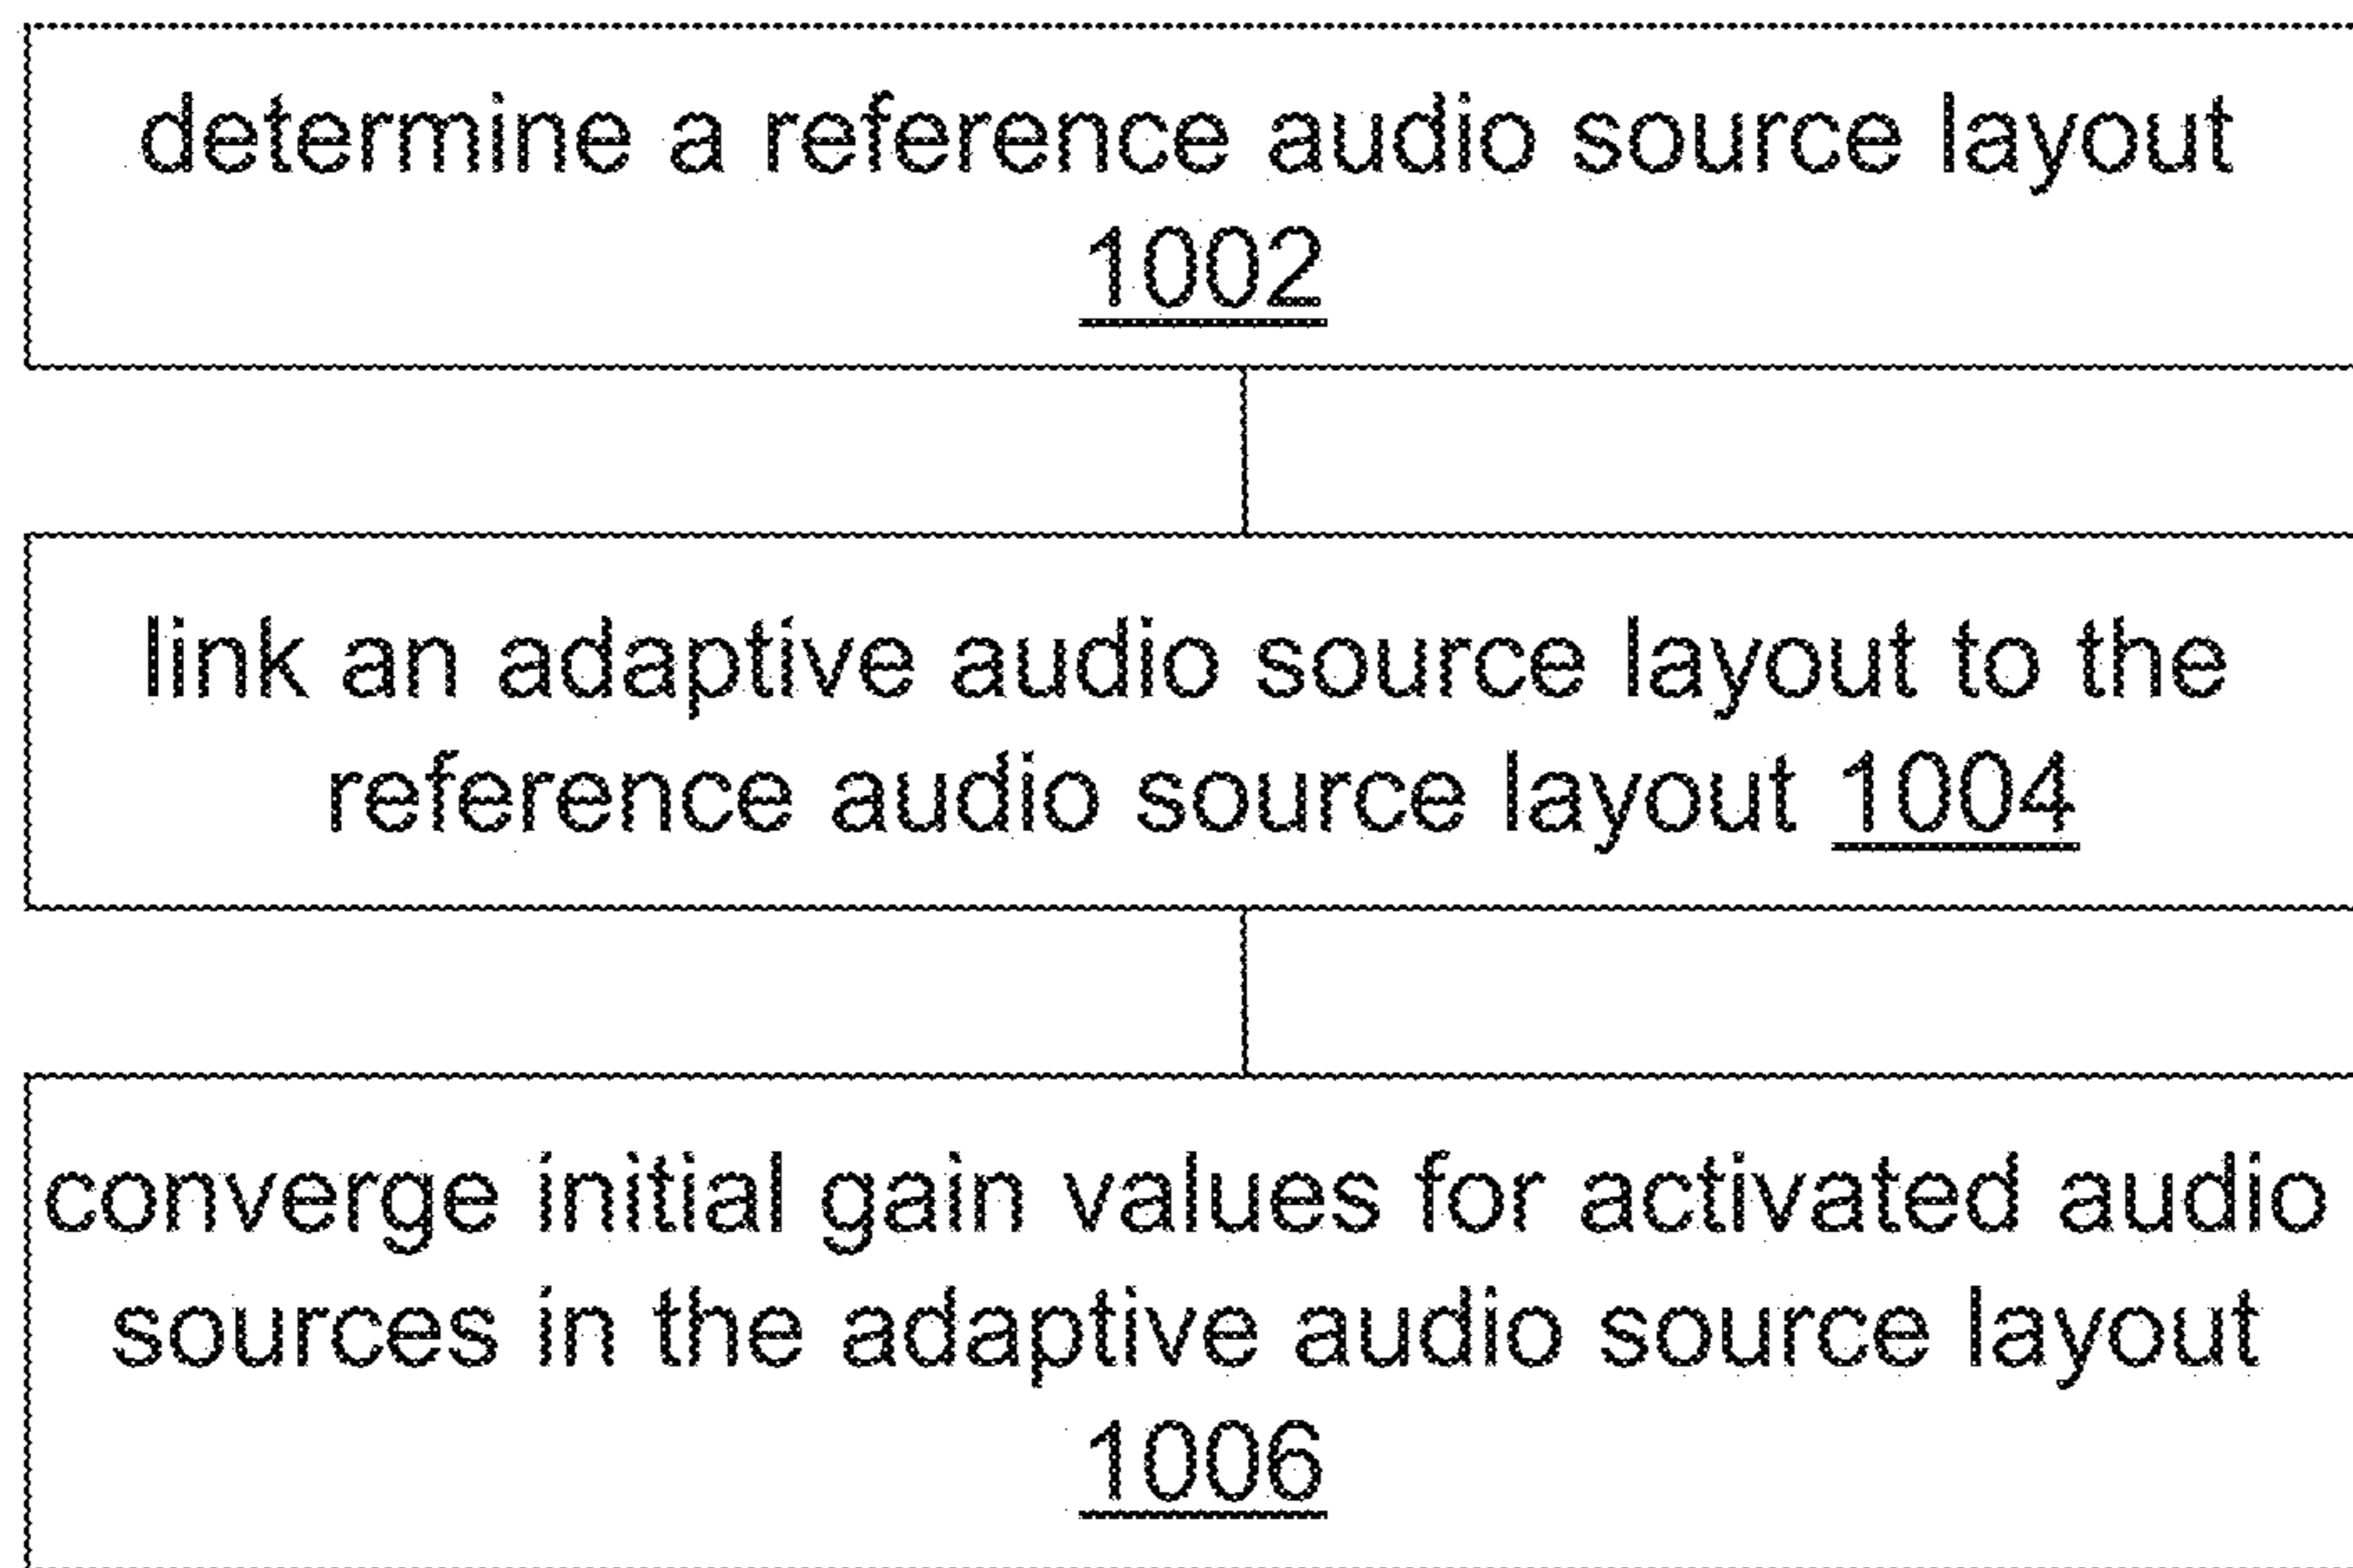 determine a reference audio source layout
1002
link an adaptive audio source layout to the
reference audio source layout 1004
converge initial gain values for activated audio
sources in the adaptive audio source layout
1006